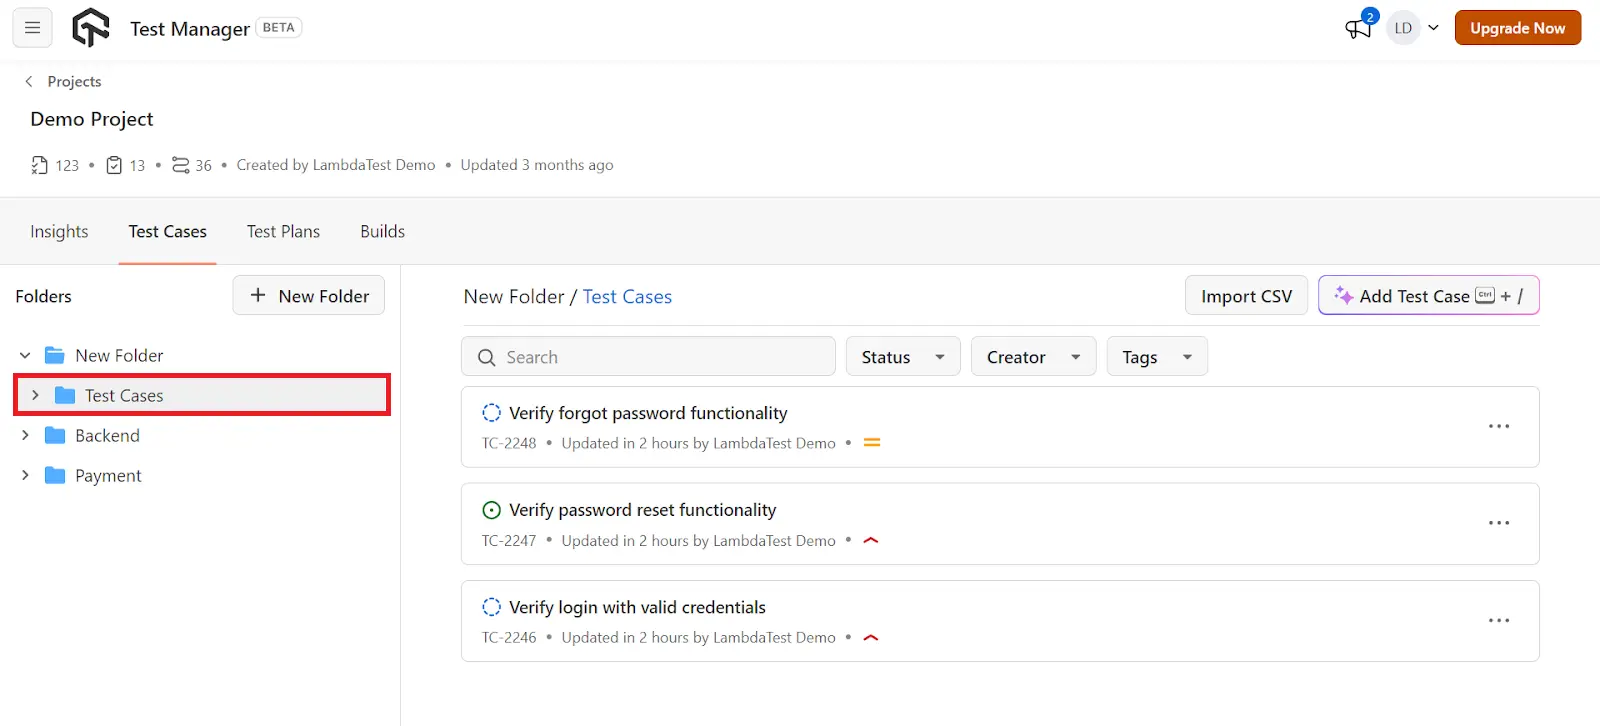 Test Manager BETA
2
LD
Upgrade Now
Projects
Demo Project
123 • 13 • 36 • Created by LambdaTest Demo • Updated 3 months ago
Insights
Test Cases
Test Plans
Builds
Folders
+ New Folder
New Folder / Test Cases
Import CSV
Add Test Case Ctrl + /
New Folder
Test Cases
Backend
Payment
Search
Status
Creator
Tags
Verify forgot password functionality
TC-2248 • Updated in 2 hours by LambdaTest Demo •
Verify password reset functionality
TC-2247 • Updated in 2 hours by LambdaTest Demo •
Verify login with valid credentials
TC-2246 • Updated in 2 hours by LambdaTest Demo •